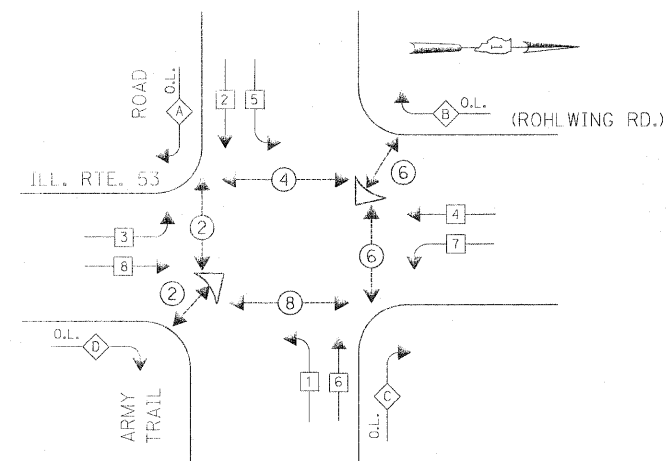 ROAD
O.L.
A
2
5
B
O.L.
(ROHLWING RD.)
ILL. RTE. 53
4
6
3
8
2
6
4
7
2
8
O.L.
D
ARMY
TRAIL
1
6
C
O.L.